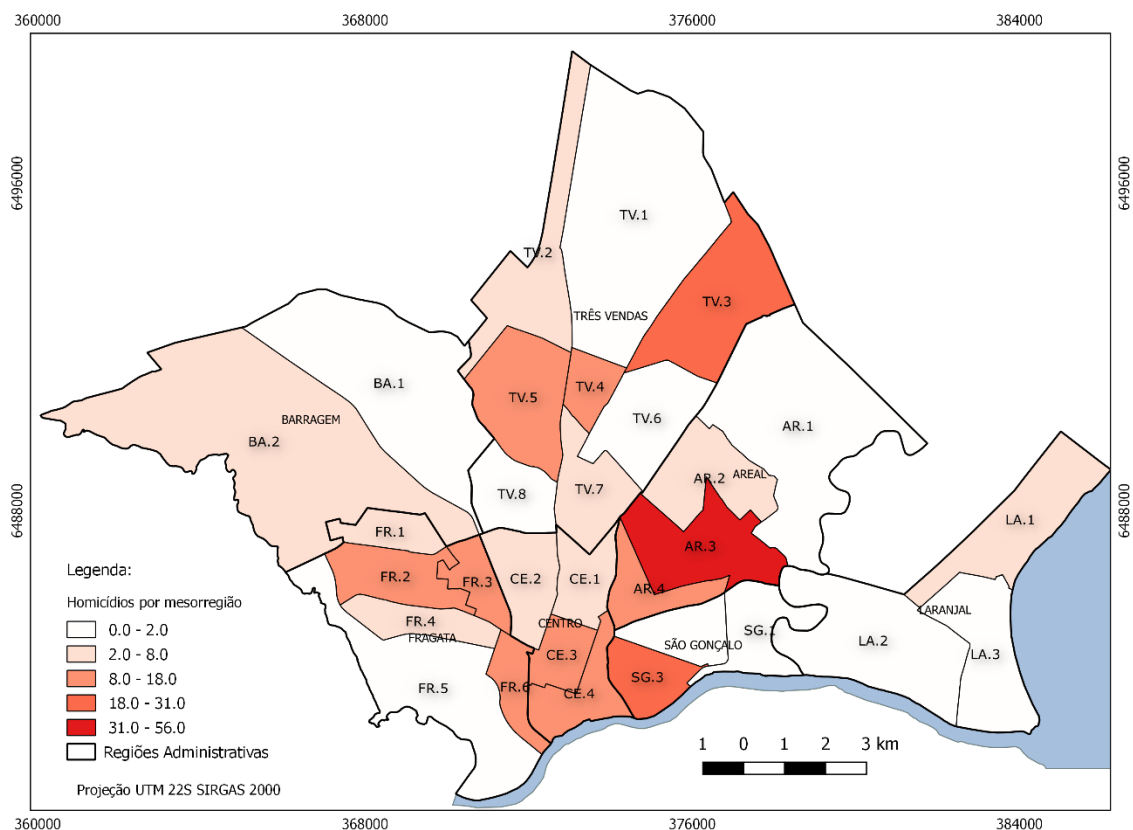 360000
368000
376000
384000
6496000
6496000
TV.1
TV.2
TV.3
TRÊS VENDAS
BA.1
TV.5
TV.4
BARRAGEM
TV.6
AR.1
BA.2
AR.2
AREAL
TV.8
TV.7
6488000
6488000
LA.1
FR.1
AR.3
FR.2
FR.3
CE.2
CE.1
AR.4
FR.4
FRAGATA
CENTRO
SÃO GONÇALO
SG.1
LARANJAL
LA.2
LA.3
CE.3
FR.5
FR.6
CE.4
SG.3
Legenda:
Homicídios por mesorregião
0.0 - 2.0
2.0 - 8.0
8.0 - 18.0
18.0 - 31.0
31.0 - 56.0
Regiões Administrativas
Projeção UTM 22S SIRGAS 2000
1 0 1 2 3 km
360000
368000
376000
384000